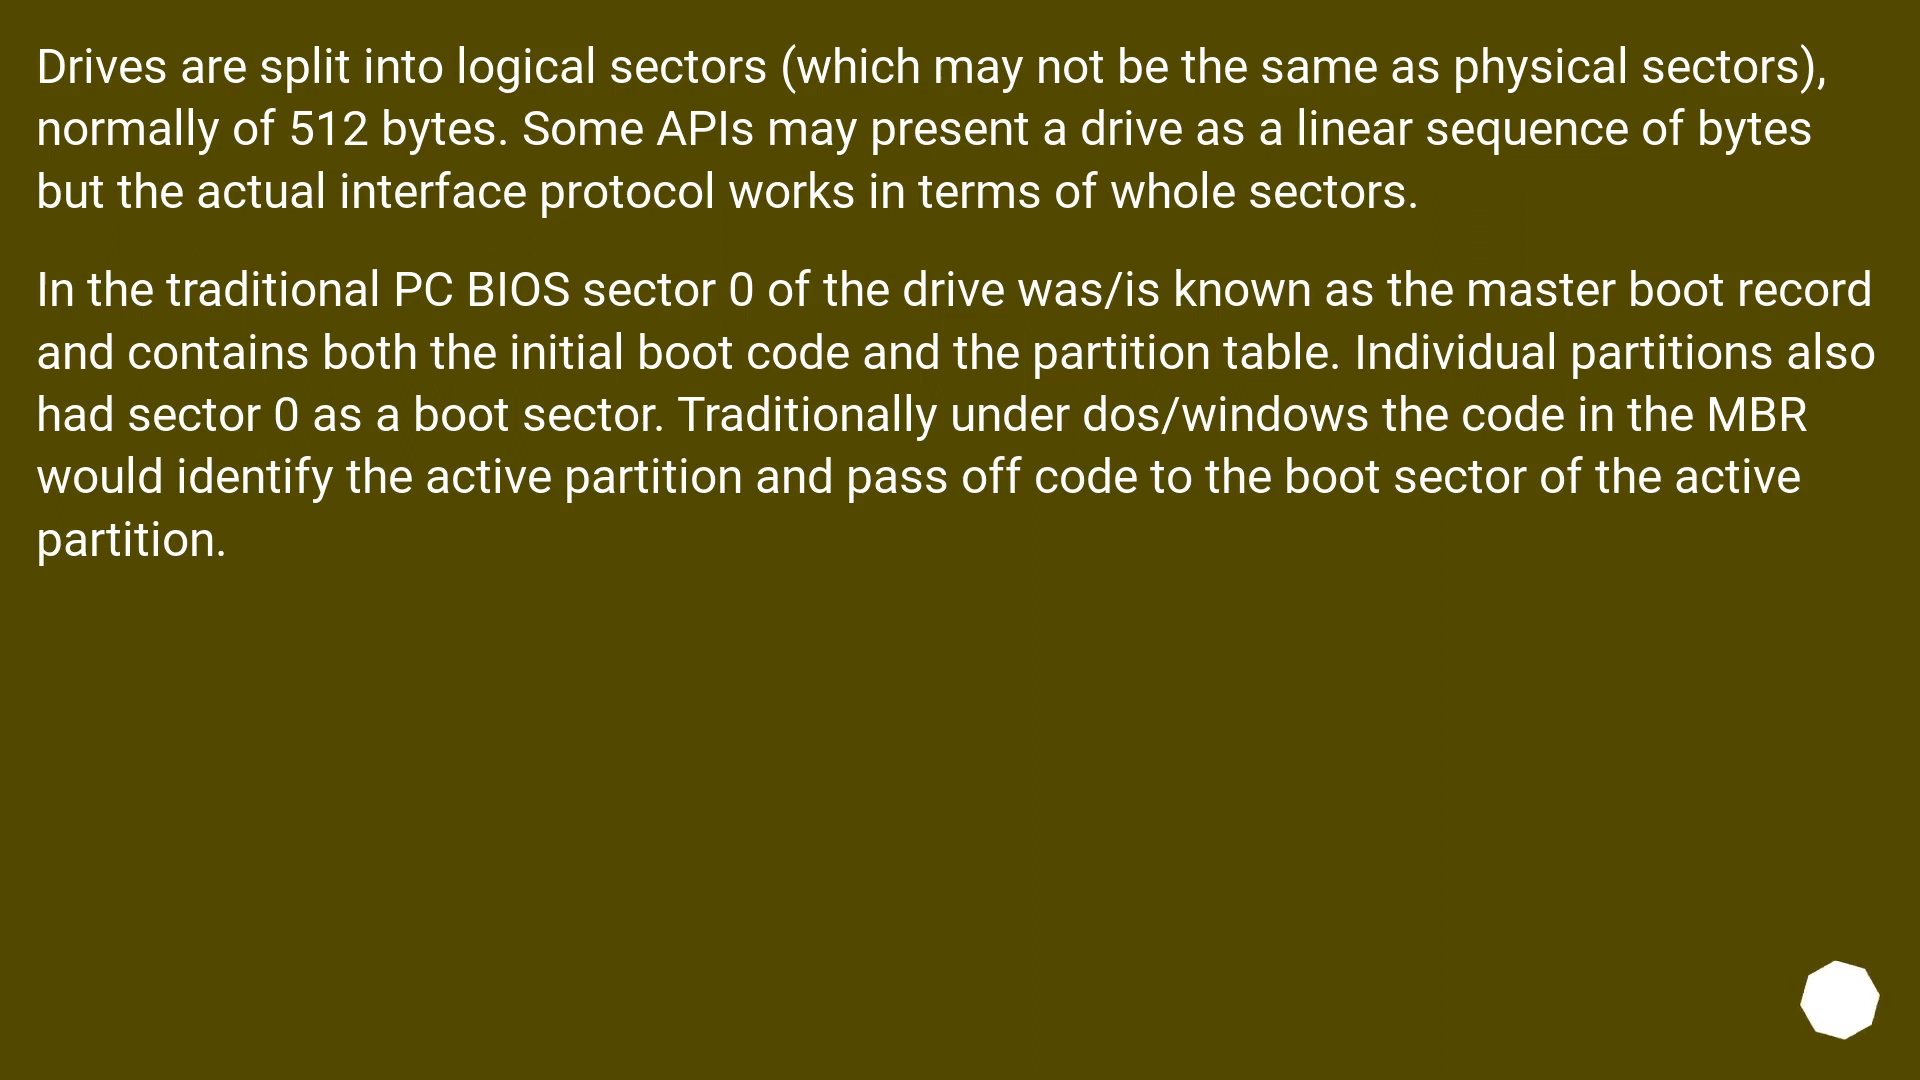 Drives are split into logical sectors (which may not be the same as physical sectors),
normally of 512 bytes. Some APIs may present a drive as a linear sequence of bytes
but the actual interface protocol works in terms of whole sectors.
In the traditional PC BIOS sector 0 of the drive was/is known as the master boot record
and contains both the initial boot code and the partition table. Individual partitions also
had sector 0 as a boot sector. Traditionally under dos/windows the code in the MBR
would identify the active partition and pass off code to the boot sector of the active
partition.